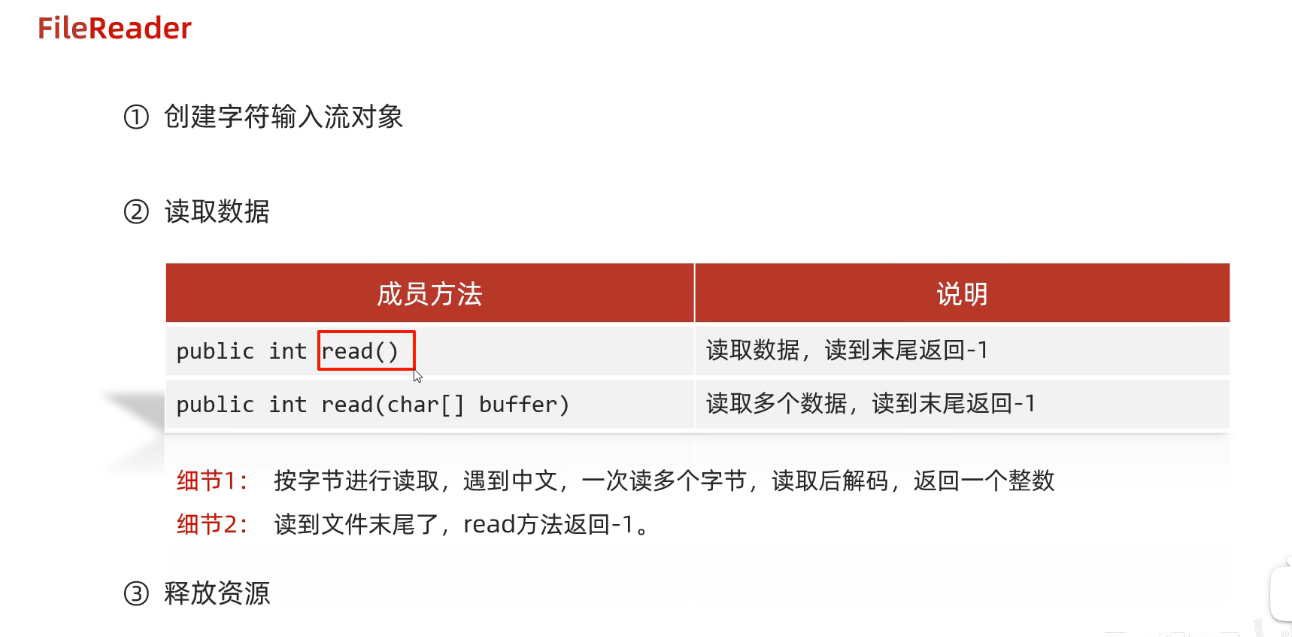 FileReader
① 创建字符输入流对象
② 读取数据
成员方法 说明
public int read() 读取数据，读到末尾返回-1
public int read(char[] buffer) 读取多个数据，读到末尾返回-1
细节1： 按字节进行读取，遇到中文，一次读多个字节，读取后解码，返回一个整数
细节2： 读到文件末尾了，read方法返回-1。
③ 释放资源